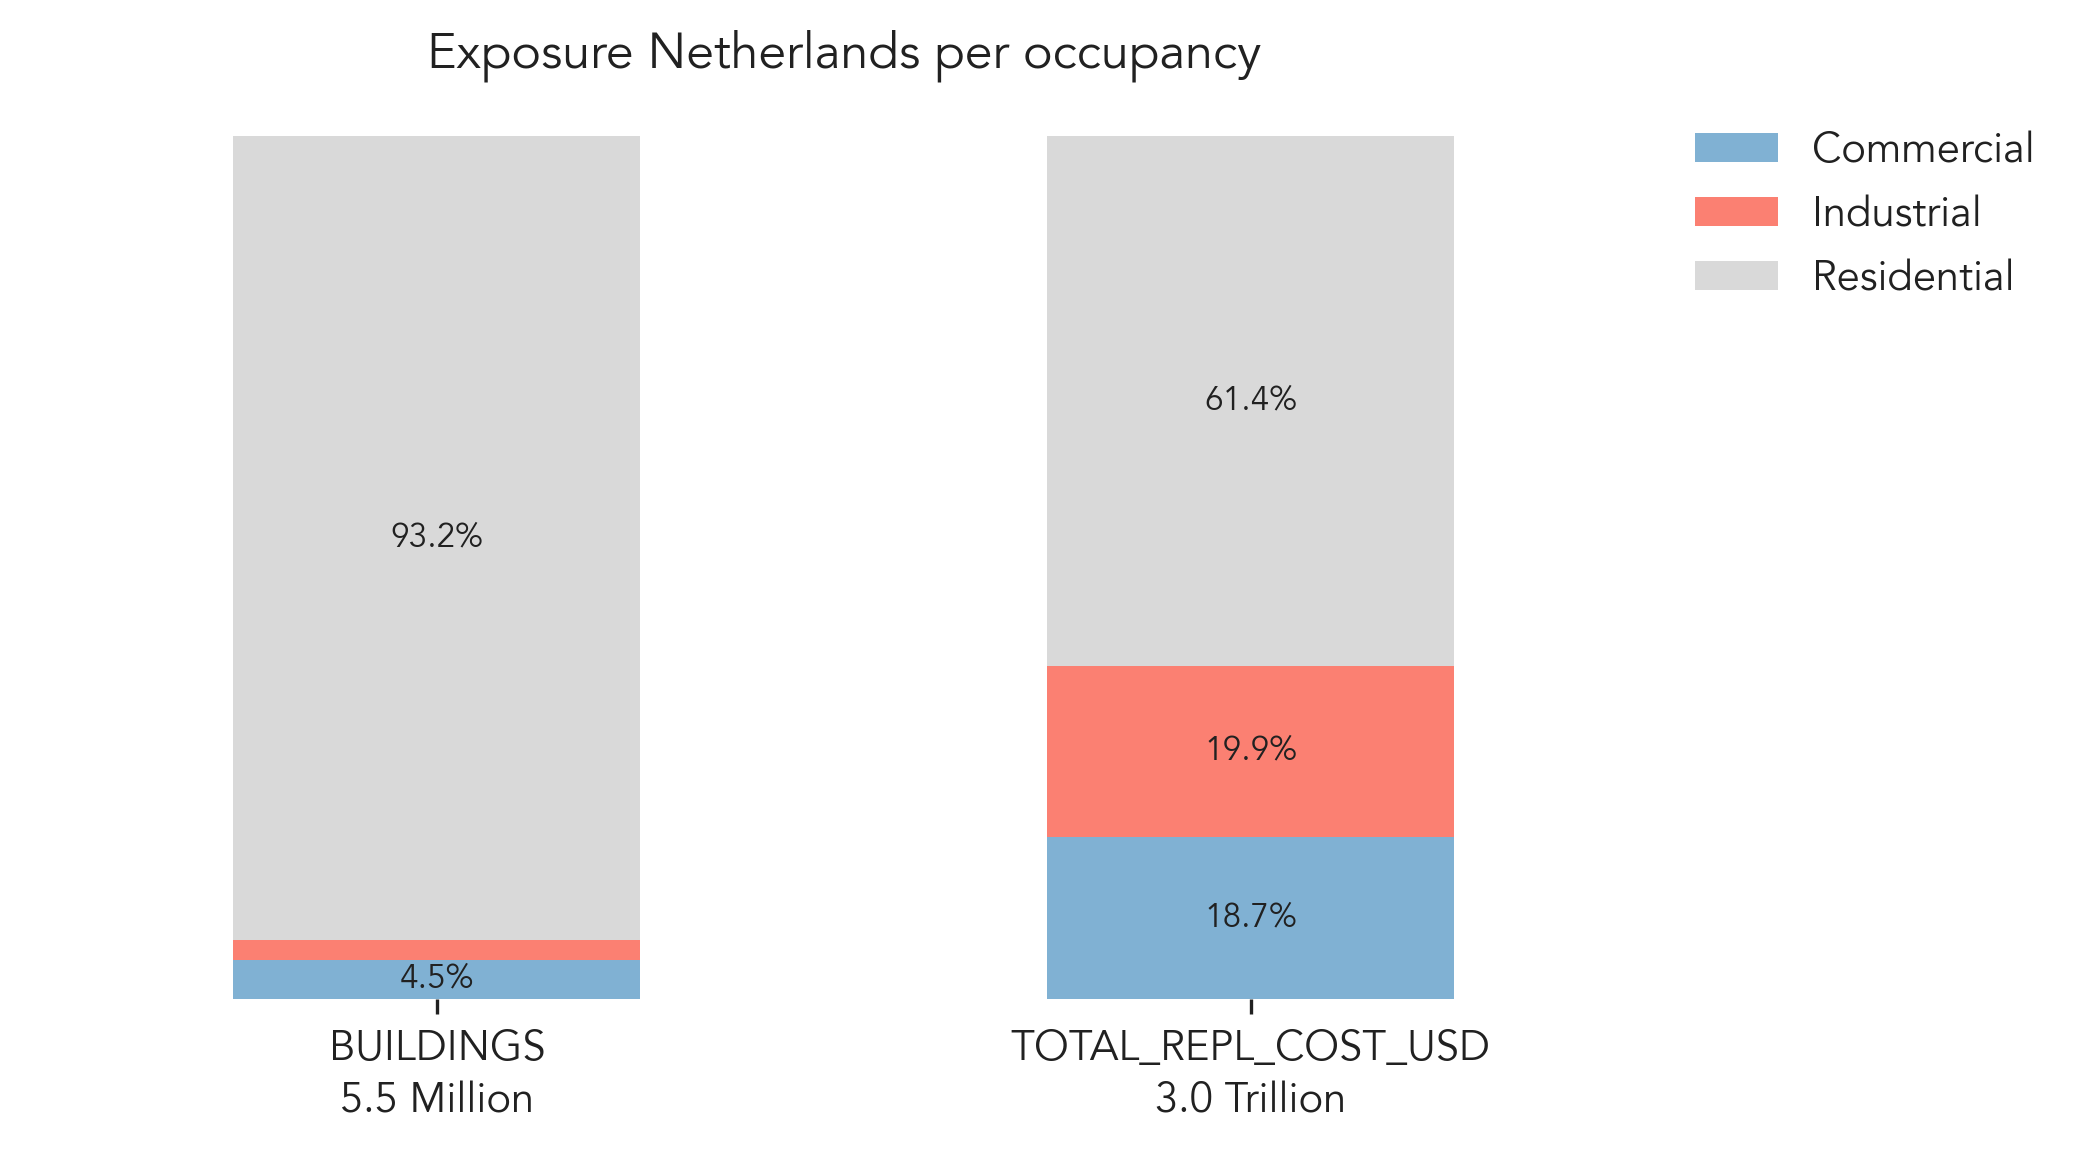 Exposure Netherlands per occupancy
Commercial
Industrial
Residential
93.2%
4.5%
61.4%
19.9%
18.7%
BUILDINGS
5.5 Million
TOTAL_REPL_COST_USD
3.0 Trillion